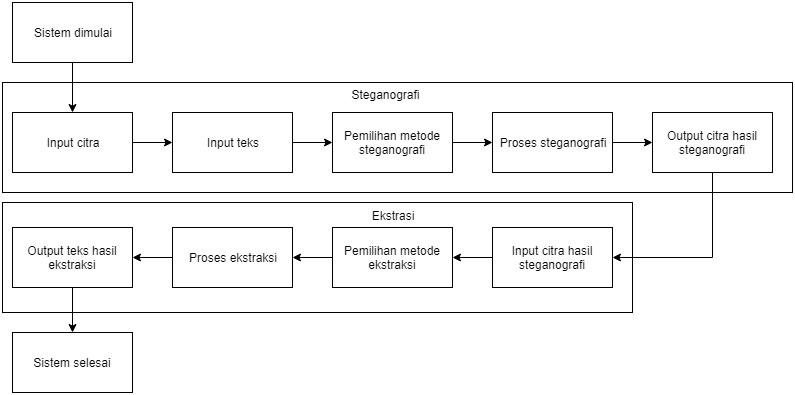 Sistem dimulai
Steganografi
Input citra
Input teks
Pemilihan metode
steganografi
Proses steganografi
Output citra hasil
steganografi
Ekstrasi
Input citra hasil
steganografi
Pemilihan metode
ekstraksi
Proses ekstraksi
Output teks hasil
ekstraksi
Sistem selesai